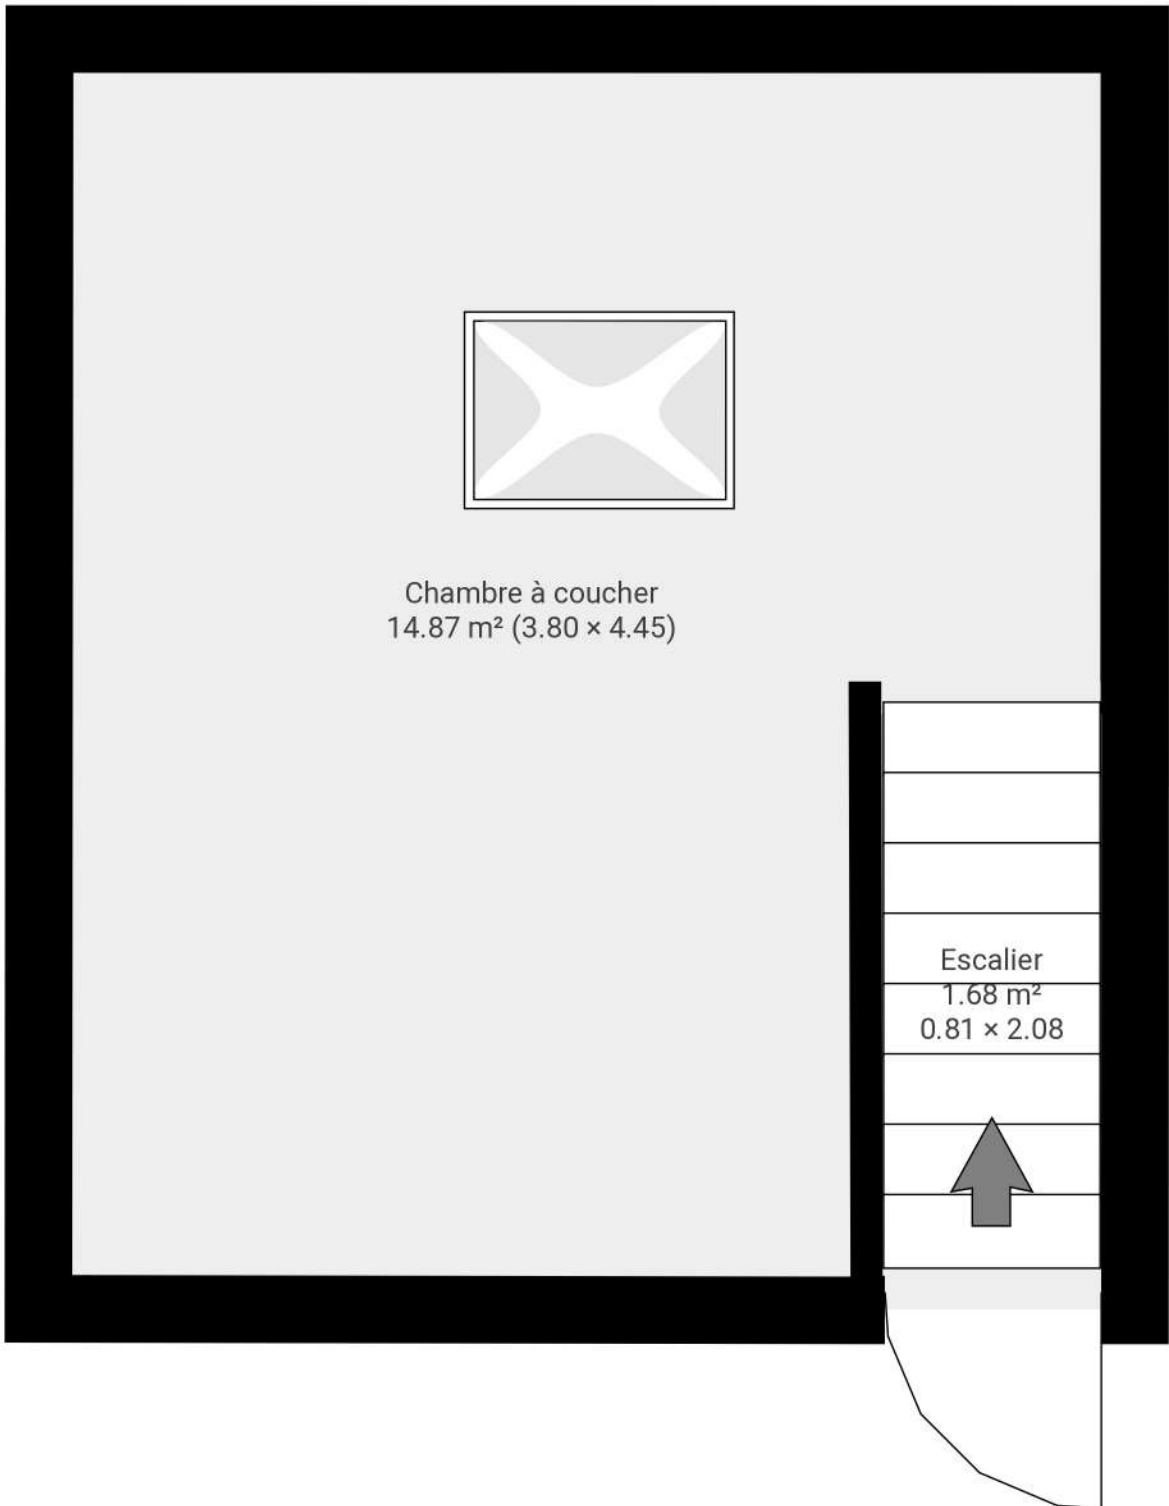 Chambre à coucher
14.87 m² (3.80 × 4.45)
Escalier
1.68 m²
0.81 × 2.08